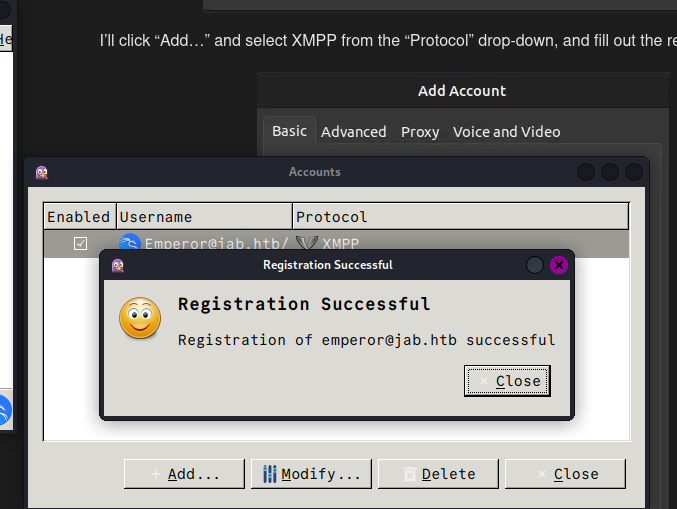 I'll click “Add…” and select XMPP from the “Protocol” drop-down, and fill out the re
Add Account
Basic Advanced Proxy Voice and Video
Accounts
Enabled Username Protocol
Emperor@jab.htb/ XMPP
Registration Successful
Registration Successful
Registration of emperor@jab.htb successful
Close
Add... Modify... Delete Close